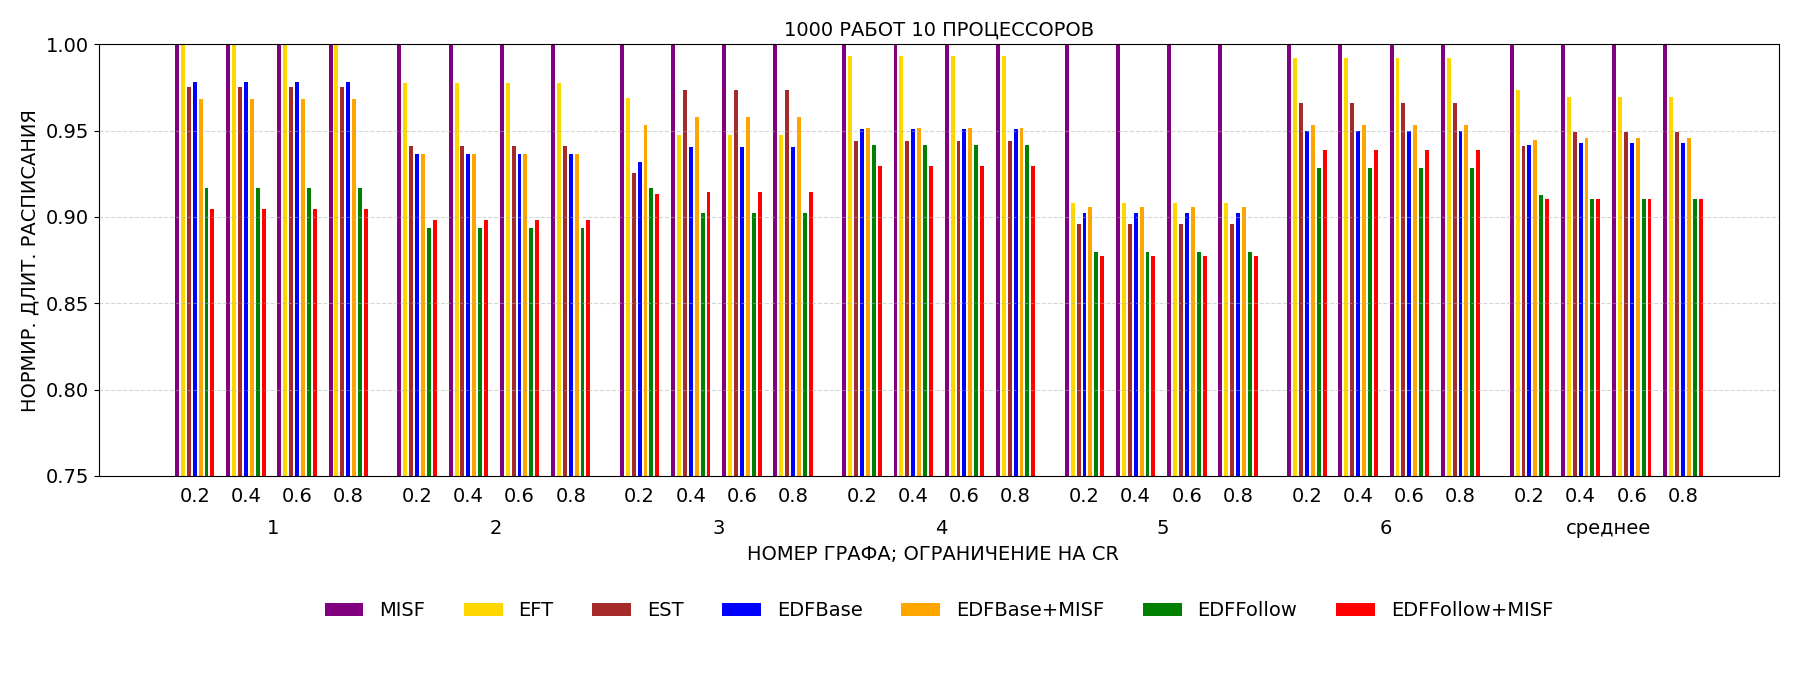 1000 РАБОТ 10 ПРОЦЕССОРОВ
НОРМИР. ДЛИТ. РАСПИСАНИЯ
1.00
0.95
0.90
0.85
0.80
0.75
0.2 0.4 0.6 0.8 0.2 0.4 0.6 0.8 0.2 0.4 0.6 0.8 0.2 0.4 0.6 0.8 0.2 0.4 0.6 0.8 0.2 0.4 0.6 0.8 0.2 0.4 0.6 0.8
1 2 3 4 5 6 среднее
НОМЕР ГРАФА; ОГРАНИЧЕНИЕ НА CR
MISF EFT EST EDFBase EDFBase+MISF EDFFollow EDFFollow+MISF